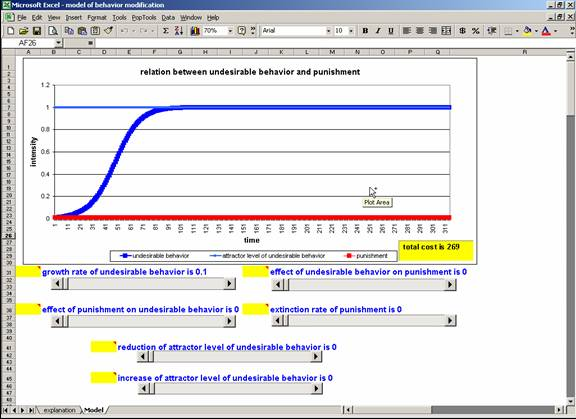 Microsoft Excel - model of behavior modification
File Edit View Insert Format Tools PopTools Data Window Help
70% Arial 10 B I U
AF26 =
A B C D E F G H I J K L M N O P Q R
relation between undesirable behavior and punishment
1.2
1
0.8
0.6
0.4
0.2
0
intensity
Plot Area
1 11 21 31 41 51 61 71 81 91 101 111 121 131 141 151 161 171 181 191 201 211 221 231 241 251 261 271 281 291 301 311
time
total cost is 269
undesirable behavior attractor level of undesirable behavior punishment
growth rate of undesirable behavior is 0.1 effect of undesirable behavior on punishment is 0
effect of punishment on undesirable behavior is 0 extinction rate of punishment is 0
reduction of attractor level of undesirable behavior is 0
increase of attractor level of undesirable behavior is 0
explanation Model